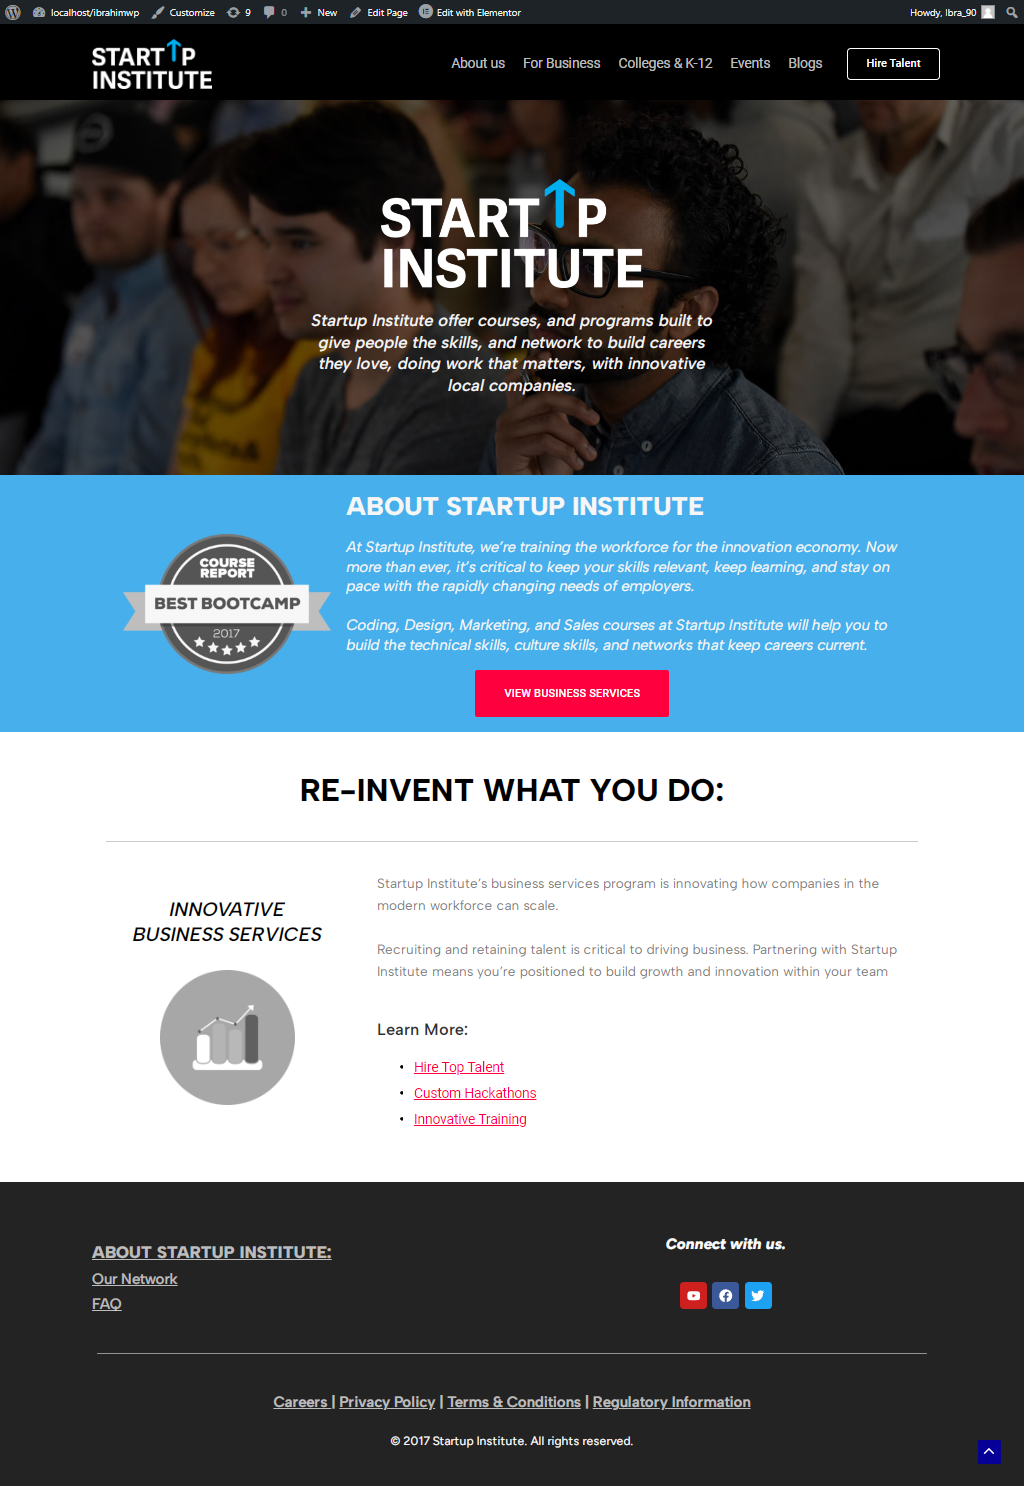 localhost/ibrahimwp Customize 9 0 New Edit Page Edit with Elementor Howdy, Ibra_90
START P
INSTITUTE
About us For Business Colleges & K-12 Events Blogs Hire Talent
START P
INSTITUTE
Startup Institute offer courses, and programs built to
give people the skills, and network to build careers
they love, doing work that matters, with innovative
local companies.
COURSE
REPORT
BEST BOOTCAMP
2017
ABOUT STARTUP INSTITUTE
At Startup Institute, we’re training the workforce for the innovation economy. Now
more than ever, it’s critical to keep your skills relevant, keep learning, and stay on
pace with the rapidly changing needs of employers.
Coding, Design, Marketing, and Sales courses at Startup Institute will help you to
build the technical skills, culture skills, and networks that keep careers current.
VIEW BUSINESS SERVICES
RE-INVENT WHAT YOU DO:
INNOVATIVE
BUSINESS SERVICES
Startup Institute’s business services program is innovating how companies in the
modern workforce can scale.
Recruiting and retaining talent is critical to driving business. Partnering with Startup
Institute means you’re positioned to build growth and innovation within your team
Learn More:
• Hire Top Talent
• Custom Hackathons
• Innovative Training
ABOUT STARTUP INSTITUTE:
Our Network
FAQ
Connect with us.
Careers | Privacy Policy | Terms & Conditions | Regulatory Information
© 2017 Startup Institute. All rights reserved.